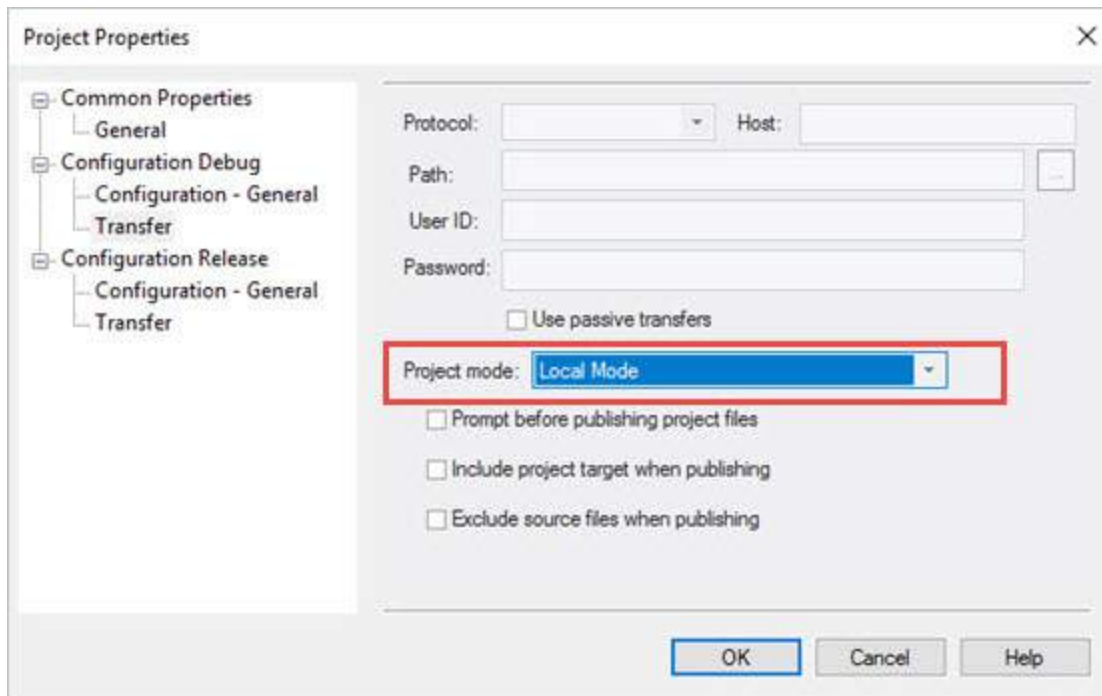 Project Properties
Common Properties
General
Configuration Debug
Configuration - General
Transfer
Configuration Release
Configuration - General
Transfer
Protocol: Host:
Path: ...
User ID:
Password:
Use passive transfers
Project mode: Local Mode
Prompt before publishing project files
Include project target when publishing
Exclude source files when publishing
OK Cancel Help